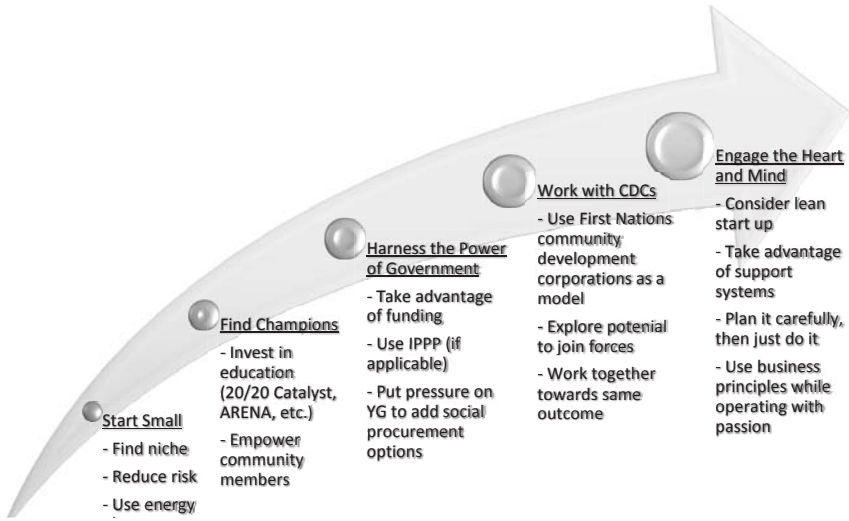 Start Small
- Find niche
- Reduce risk
- Use energy
Find Champions
- Invest in
education
(20/20 Catalyst,
ARENA, etc.)
- Empower
community
members
Harness the Power
of Government
- Take advantage
of funding
- Use IPPP (if
applicable)
- Put pressure on
YG to add social
procurement
options
Work with CDCs
- Use First Nations
community
development
corporations as a
model
- Explore potenial
to join forces
- Work together
towards same
outcome
Engage the Heart
and Mind
- Consider lean
start up
- Take advantage
of support
systems
- Plan it carefully,
then just do it
- Use business
principles while
operating with
passion